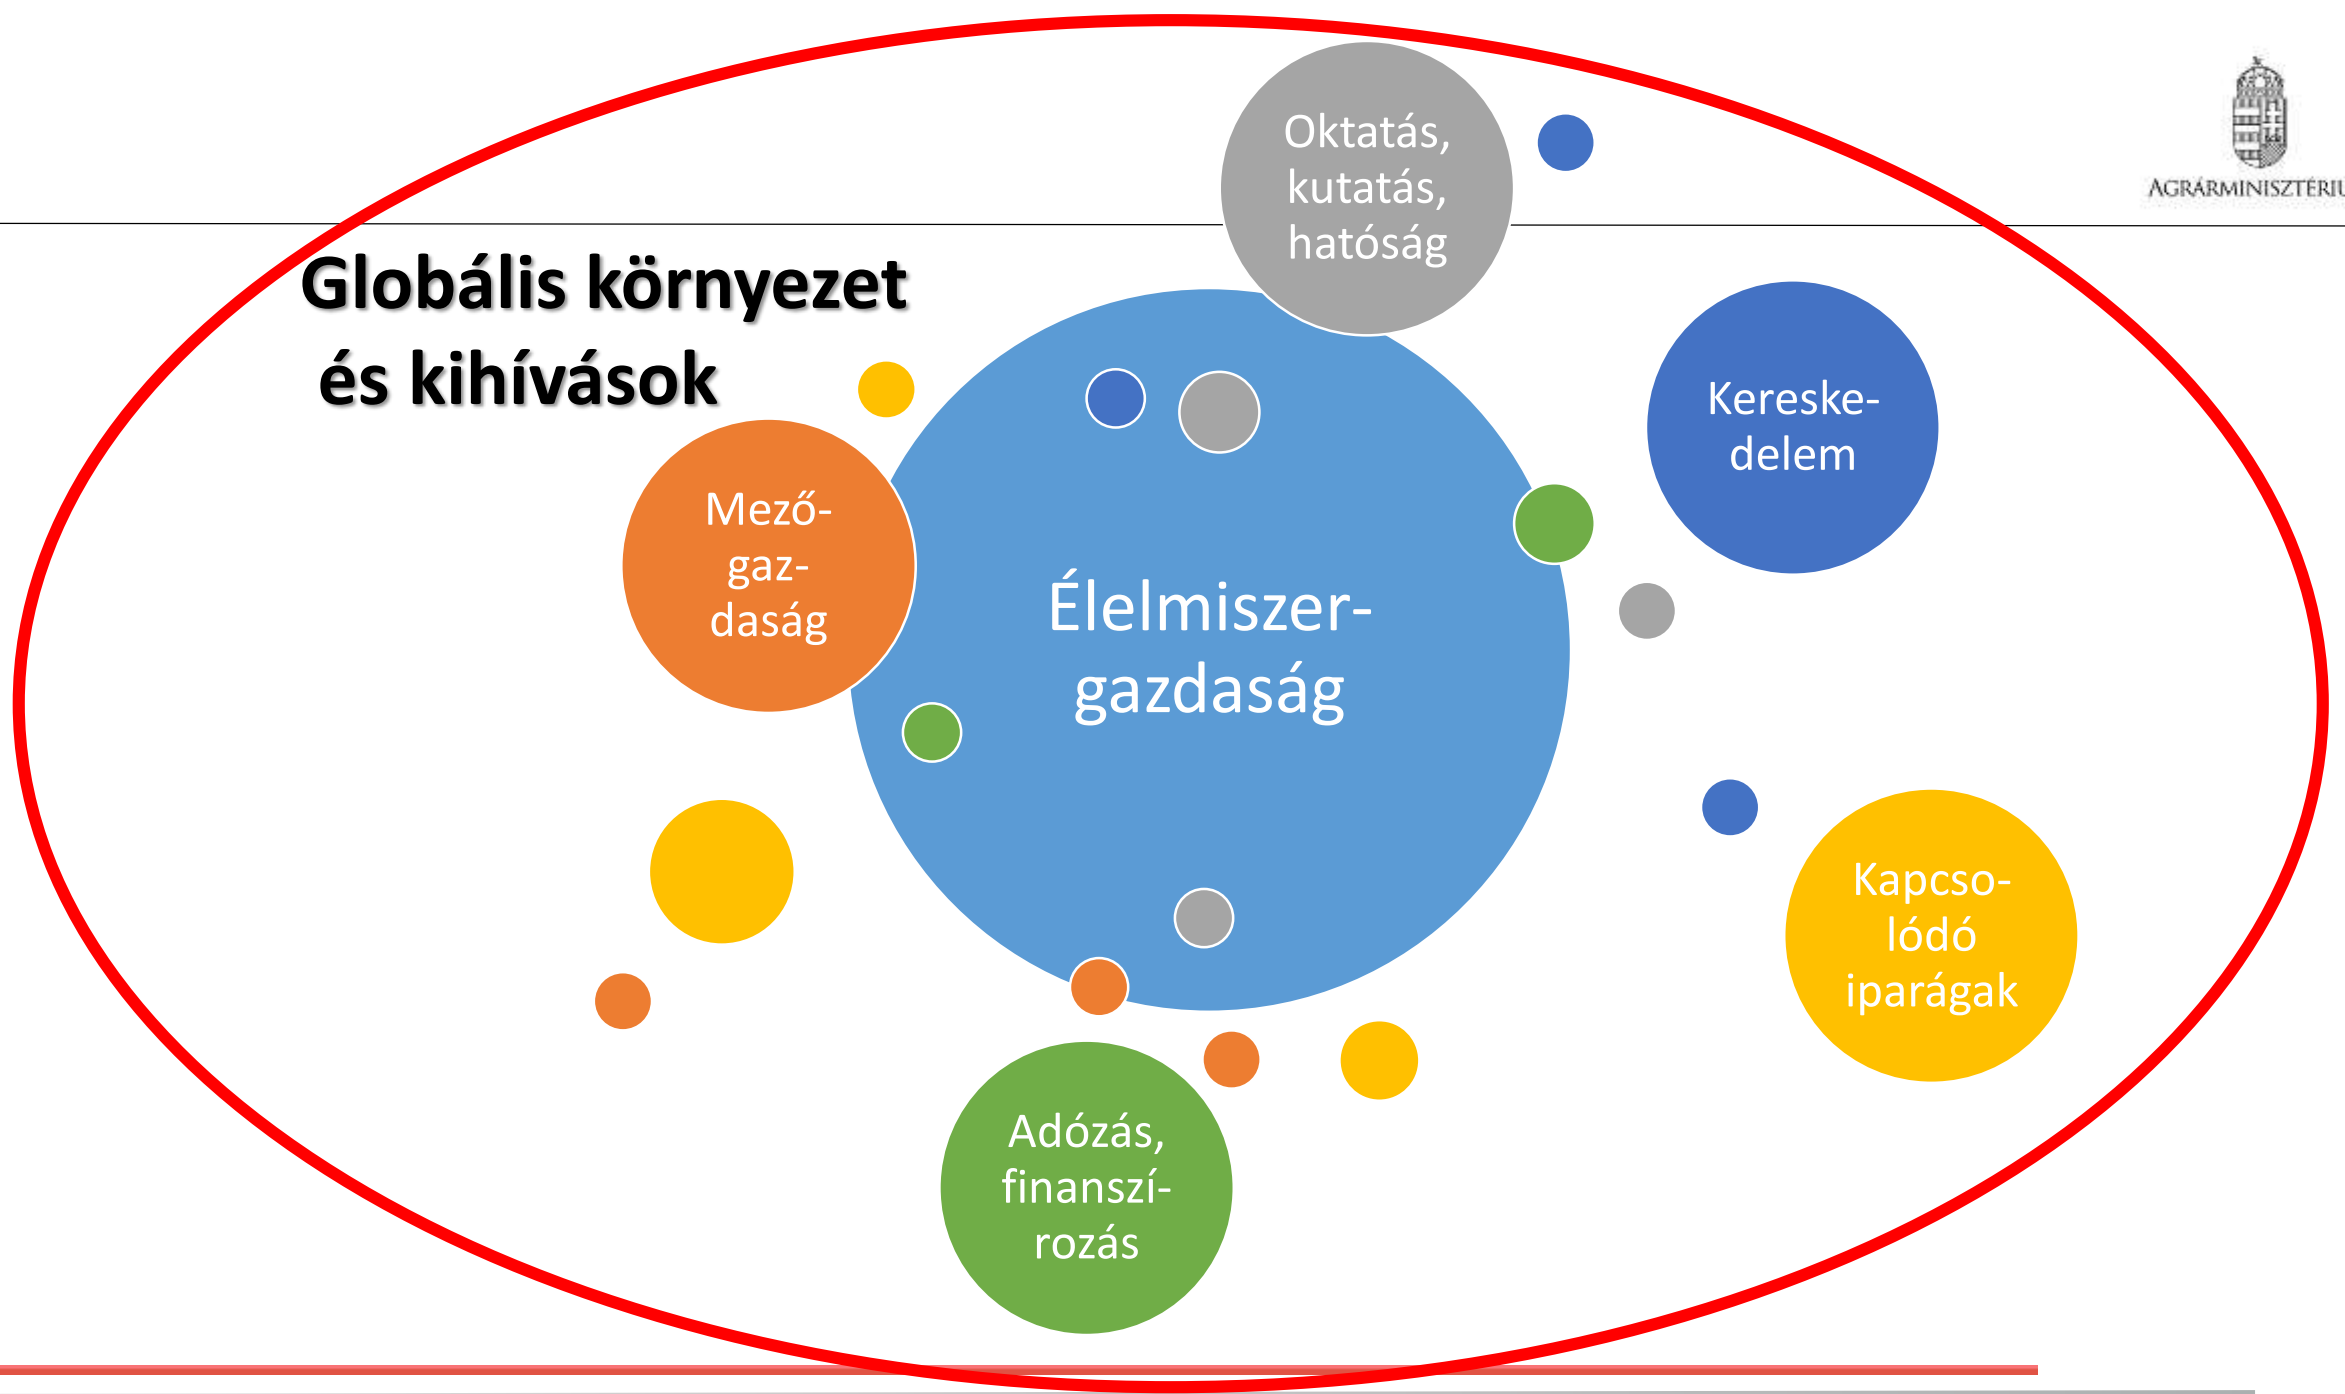 Oktatás,
kutatás,
hatóság
AGRÁRMINISZTÉRIU
Globális környezet
és kihívások
Kereske-
delem
Mező-
gaz-
daság
Élelmiszer-
gazdaság
Kapcso-
lódó
iparágak
Adózás,
finanszí-
rozás